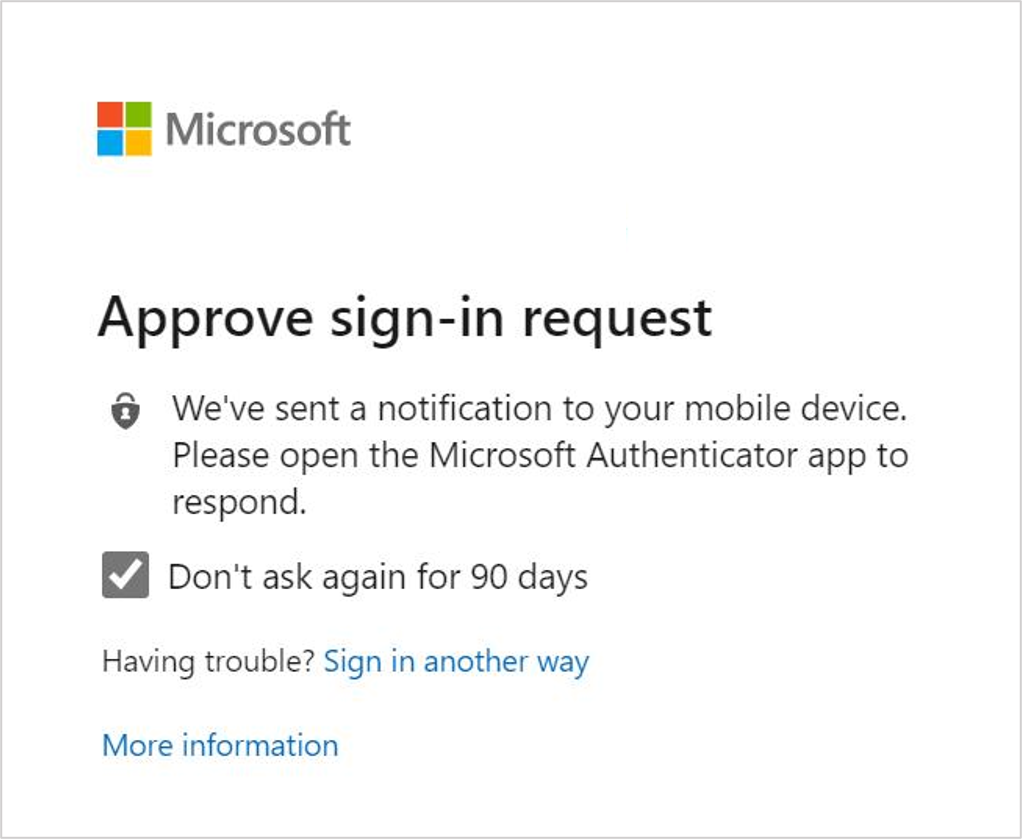 Microsoft
Approve sign-in request
We've sent a notification to your mobile device.
Please open the Microsoft Authenticator app to
respond.
Don't ask again for 90 days
Having trouble? Sign in another way
More information